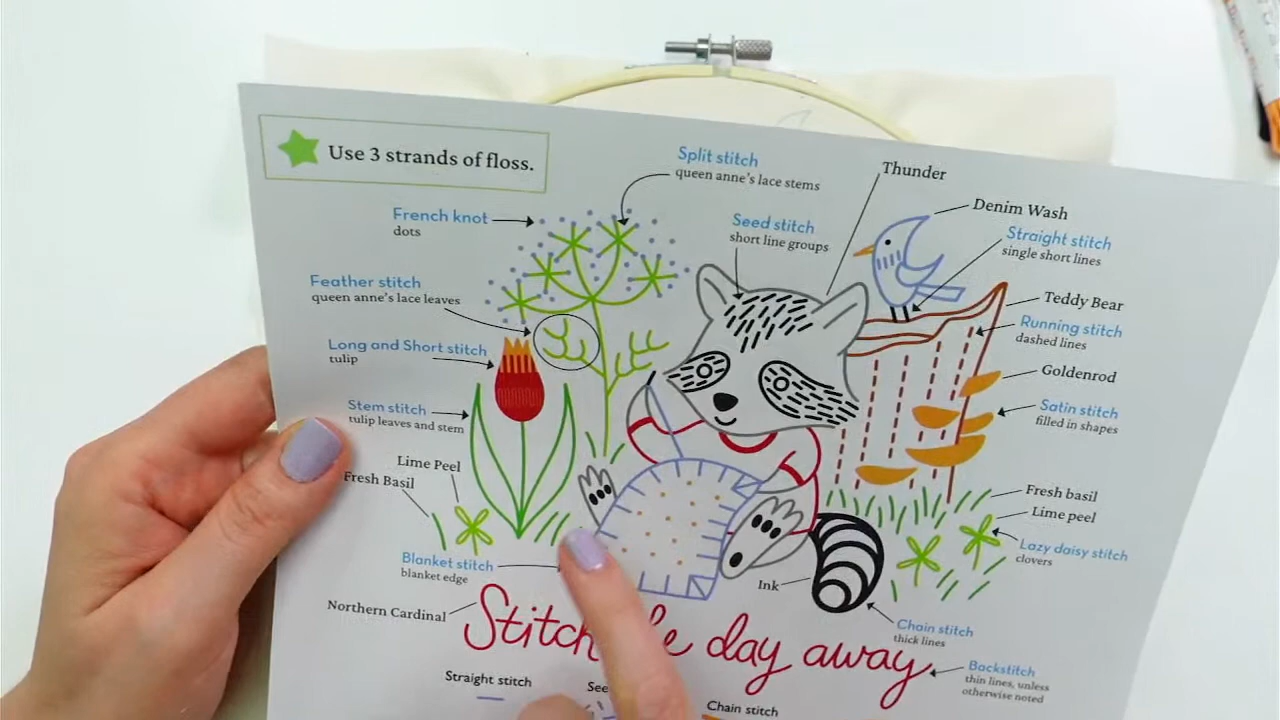 Use 3 strands of floss.
Split stitch
queen anne's lace stems
Thunder
Denim Wash
French knot
dots
Seed stitch
short line groups
Straight stitch
single short lines
Feather stitch
queen anne's lace leaves
Teddy Bear
Running stitch
dashed lines
Long and Short stitch
tulip
Goldenrod
Stem stitch
tulip leaves and stem
Satin stitch
filled in shapes
Lime Peel
Fresh Basil
Fresh basil
Lime peel
Lazy daisy stitch
clovers
Blanket stitch
blanket edge
Ink
Northern Cardinal
Chain stitch
thick lines
Stitch day away
Backstitch
thin lines, unless
otherwise noted
Straight stitch
Chain stitch